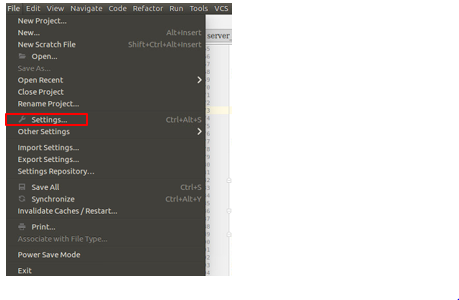 File Edit View Navigate Code Refactor Run Tools VCS
New Project...
New... Alt+Insert
New Scratch File Shift+Ctrl+Alt+Insert
Open...
Save As...
Open Recent
Close Project
Rename Project...
Settings... Ctrl+Alt+S
Other Settings
Import Settings...
Export Settings...
Settings Repository...
Save All Ctrl+S
Synchronize Ctrl+Alt+Y
Invalidate Caches / Restart...
Print...
Associate with File Type...
Power Save Mode
Exit
server